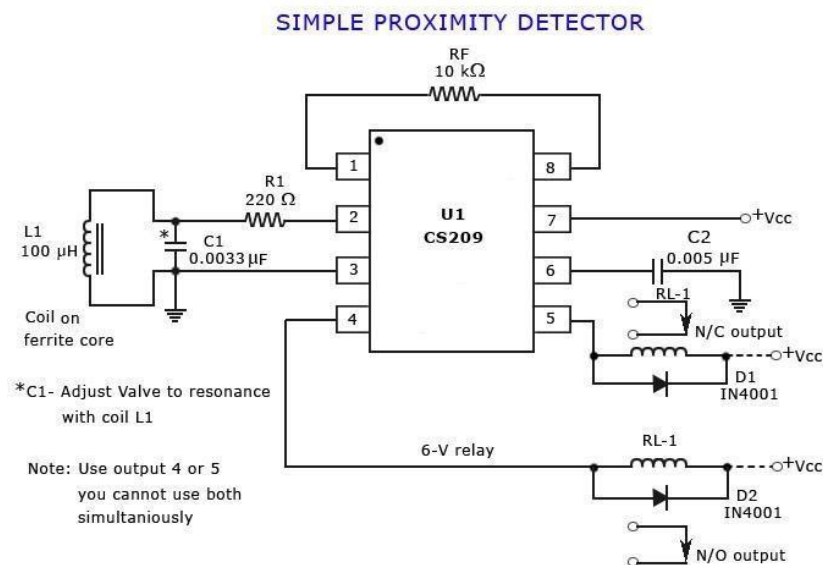 SIMPLE PROXIMITY DETECTOR
RF
10 kΩ
1
8
R1
220 Ω
2
U1
CS209
7
+Vcc
L1
100 µH
*
C1
0.0033 µF
3
6
C2
0.005 µF
RL-1
4
5
N/C output
Coil on
ferrite core
+Vcc
D1
IN4001
*C1- Adjust Valve to resonance
with coil L1
6-V relay
RL-1
+Vcc
Note: Use output 4 or 5
you cannot use both
simultaniously
D2
IN4001
N/O output